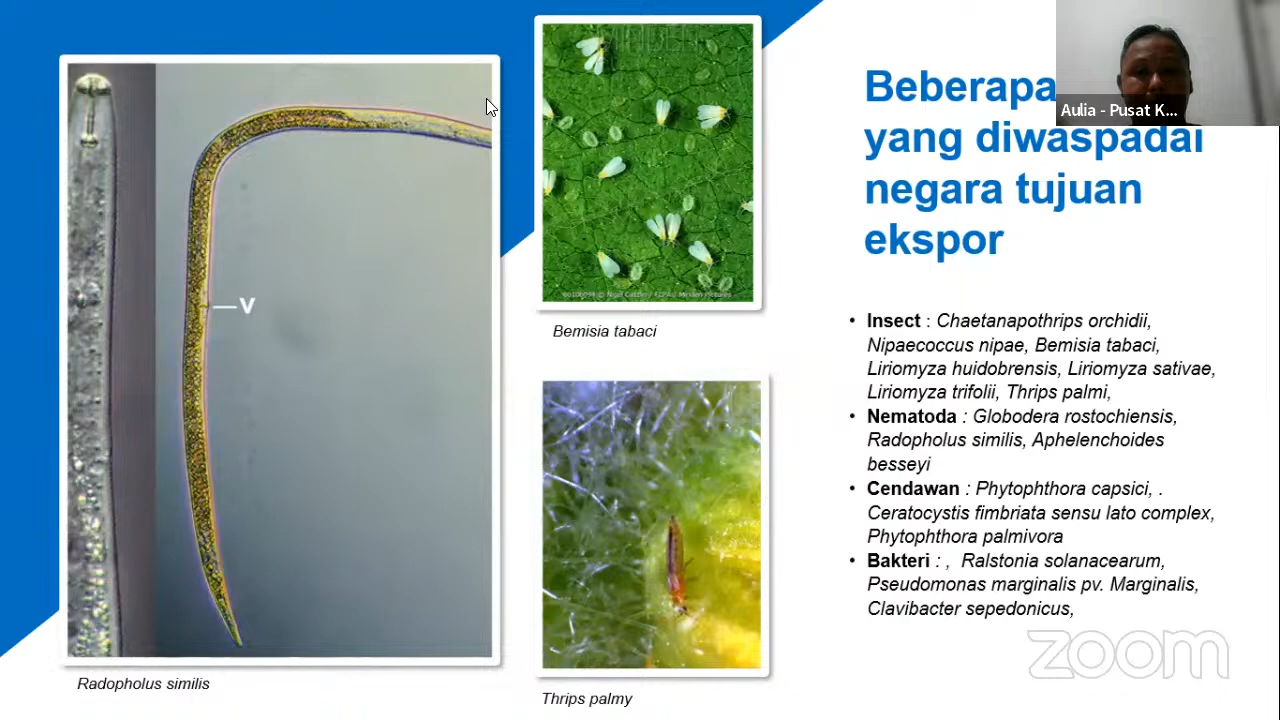 Beberapa
yang diwaspadai
negara tujuan
ekspor
Aulia - Pusat K...
V
Bemisia tabaci
Radopholus similis
Thrips palmy
• Insect : Chaetanapothrips orchidii,
Nipaecoccus nipae, Bemisia tabaci,
Liriomyza huidobrensis, Liriomyza sativae,
Liriomyza trifolii, Thrips palmi,
• Nematoda : Globodera rostochiensis,
Radopholus similis, Aphelenchoides
besseyi
• Cendawan : Phytophthora capsici, .
Ceratocystis fimbriata sensu lato complex,
Phytophthora palmivora
• Bakteri : , Ralstonia solanacearum,
Pseudomonas marginalis pv. Marginalis,
Clavibacter sepedonicus,
zoom